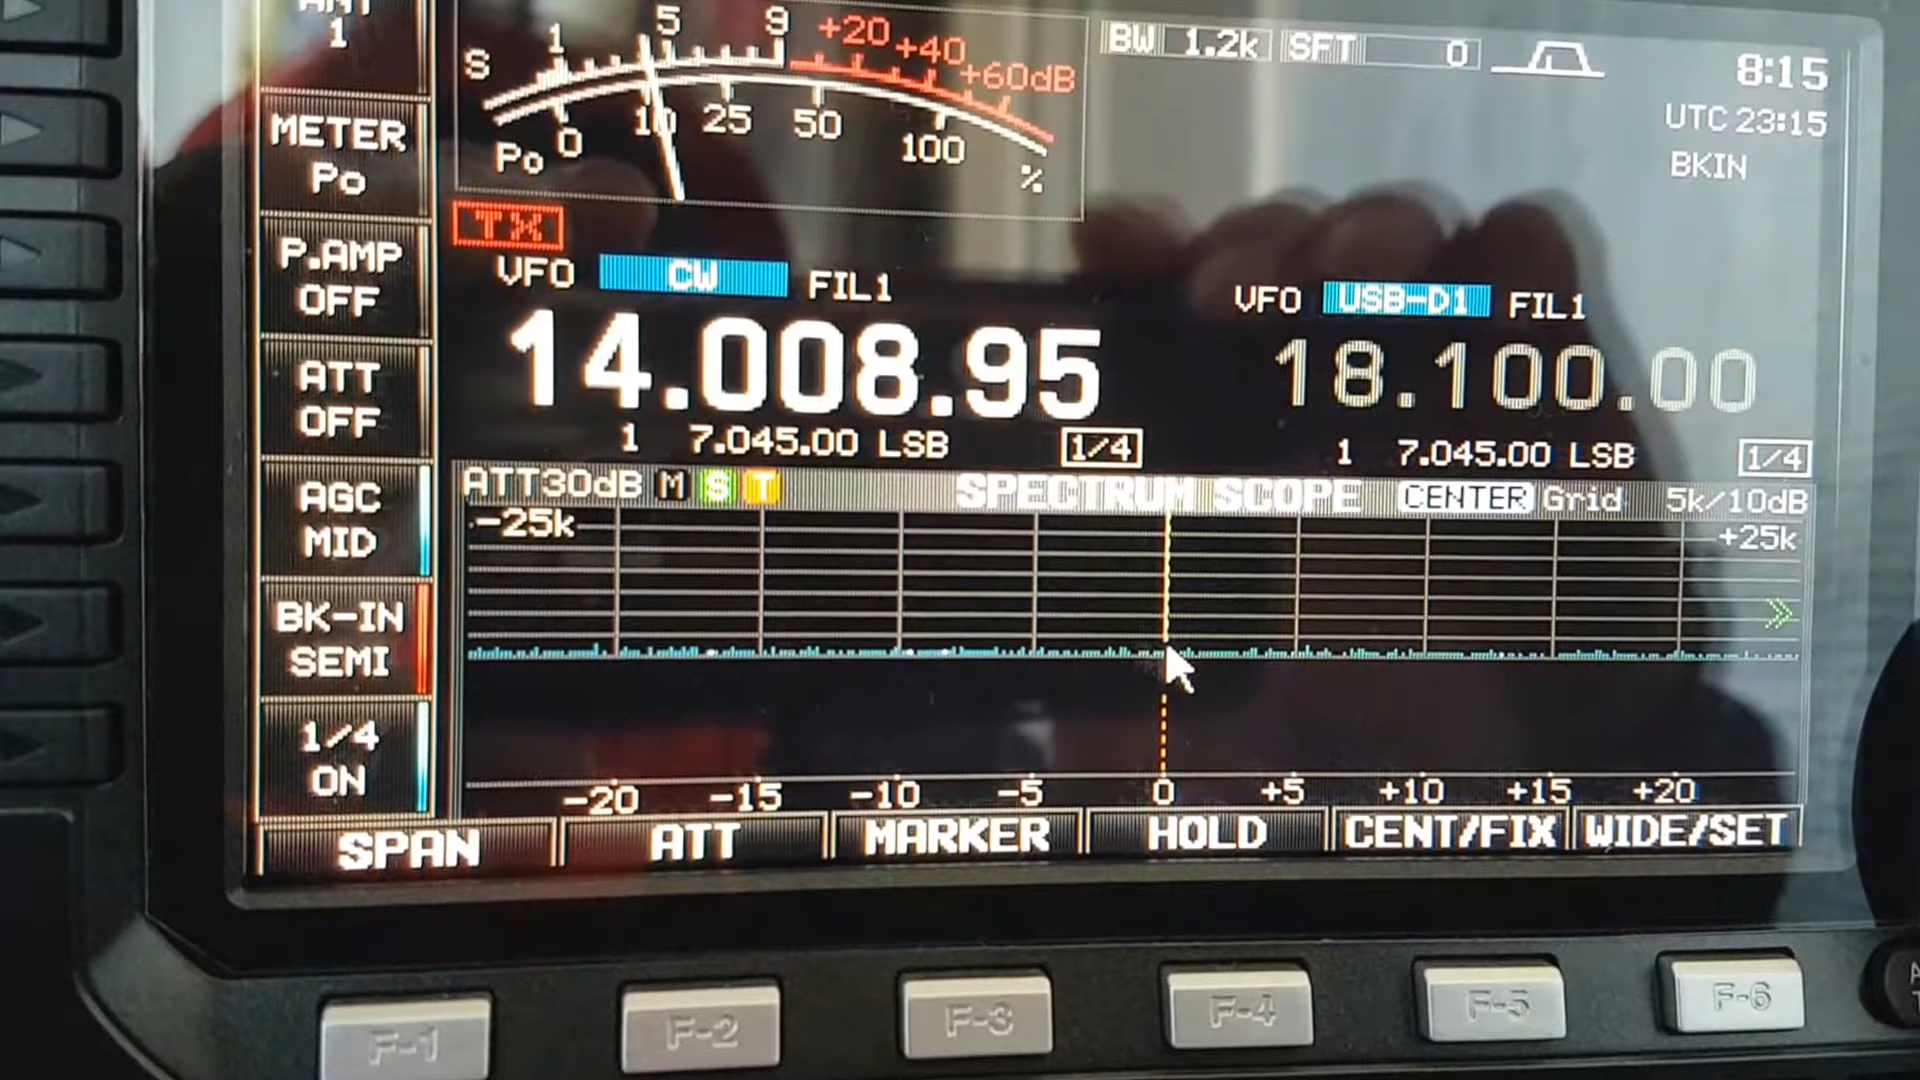 ANT
1
METER
Po
P.AMP
OFF
ATT
OFF
AGC
MID
BK-IN
SEMI
1/4
ON
S 1 5 9 +20 +40 +60dB
Po 0 10 25 50 100 %
BW 1.2k SFT 0
8:15
UTC 23:15
BKIN
TX
VFO CW FIL1
14.008.95
1 7.045.00 LSB 1/4
VFO USB-D1 FIL1
18.100.00
1 7.045.00 LSB 1/4
ATT30dB M S T SPECTRUM SCOPE CENTER Grid 5k/10dB
-25k +25k
-20 -15 -10 -5 0 +5 +10 +15 +20
SPAN ATT MARKER HOLD CENT/FIX WIDE/SET
F-1 F-2 F-3 F-4 F-5 F-6